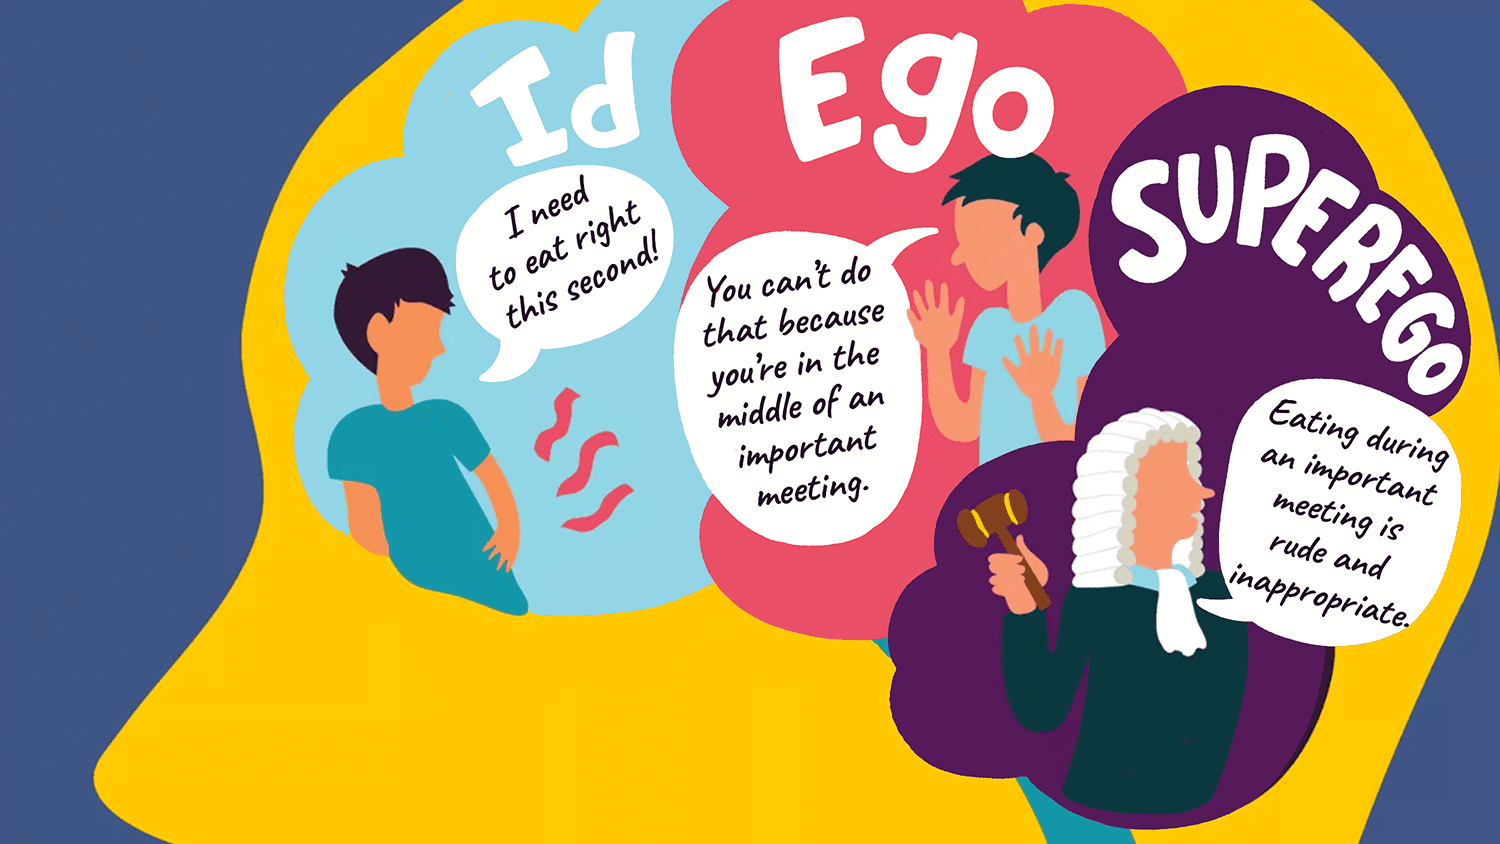 Id
I need
to eat right
this second!
Ego
You can't do
that because
you're in the
middle of an
important
meeting.
SUPEREGO
Eating during
an important
meeting is
rude and
inappropriate.